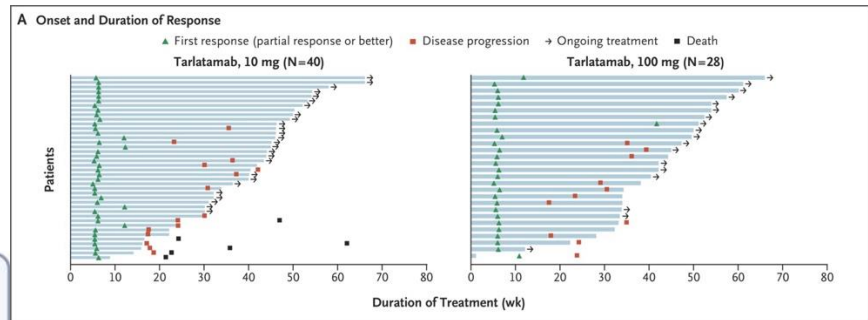 A Onset and Duration of Response
First response (partial response or better) Disease progression Ongoing treatment Death
Tarlatamab, 10 mg (N=40)
Tarlatamab, 100 mg (N=28)
Patients
0 10 20 30 40 50 60 70 80
0 10 20 30 40 50 60 70 80
Duration of Treatment (wk)